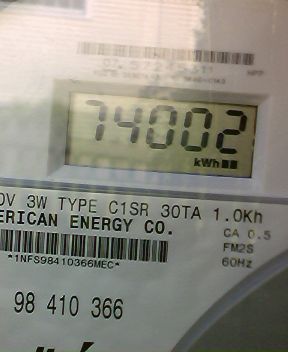 74002
kWh
0V 3W TYPE C1SR 30TA 1.0Kh
ERICAN ENERGY CO.
CA 0.5
FM2S
*1NFS98410366MEC*
60Hz
98 410 366